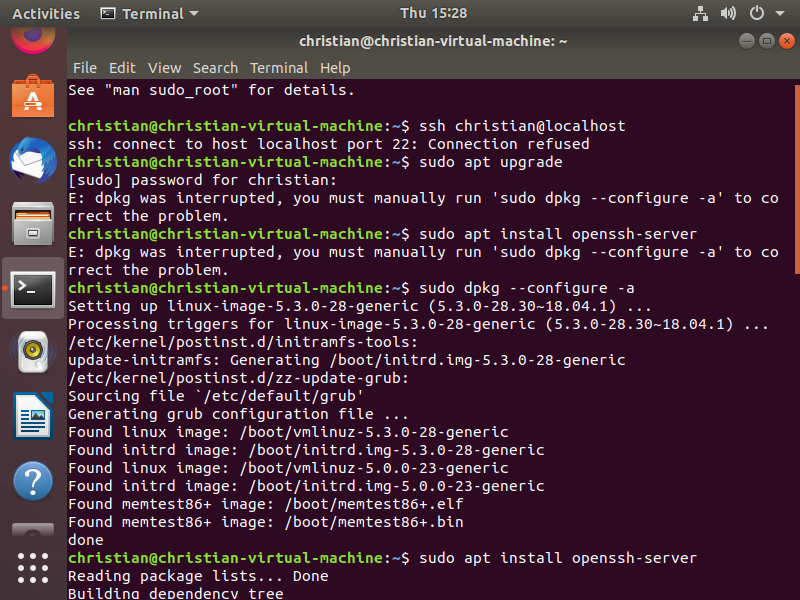 Activities Terminal Thu 15:28
christian@christian-virtual-machine: ~
File Edit View Search Terminal Help
See "man sudo_root" for details.
christian@christian-virtual-machine:~$ ssh christian@localhost
ssh: connect to host localhost port 22: Connection refused
christian@christian-virtual-machine:~$ sudo apt upgrade
[sudo] password for christian:
E: dpkg was interrupted, you must manually run 'sudo dpkg --configure -a' to co
rrect the problem.
christian@christian-virtual-machine:~$ sudo apt install openssh-server
E: dpkg was interrupted, you must manually run 'sudo dpkg --configure -a' to co
rrect the problem.
christian@christian-virtual-machine:~$ sudo dpkg --configure -a
Setting up linux-image-5.3.0-28-generic (5.3.0-28.30~18.04.1) ...
Processing triggers for linux-image-5.3.0-28-generic (5.3.0-28.30~18.04.1) ...
/etc/kernel/postinst.d/initramfs-tools:
update-initramfs: Generating /boot/initrd.img-5.3.0-28-generic
/etc/kernel/postinst.d/zz-update-grub:
Sourcing file `/etc/default/grub'
Generating grub configuration file ...
Found linux image: /boot/vmlinuz-5.3.0-28-generic
Found initrd image: /boot/initrd.img-5.3.0-28-generic
Found linux image: /boot/vmlinuz-5.0.0-23-generic
Found initrd image: /boot/initrd.img-5.0.0-23-generic
Found memtest86+ image: /boot/memtest86+.elf
Found memtest86+ image: /boot/memtest86+.bin
done
christian@christian-virtual-machine:~$ sudo apt install openssh-server
Reading package lists... Done
Building dependency tree